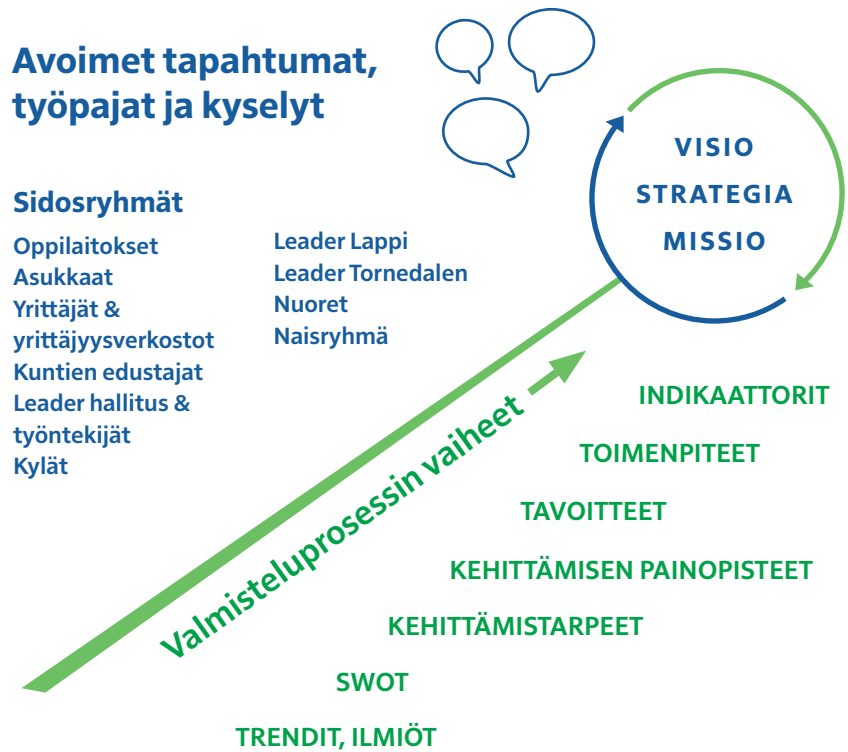 Avoimet tapahtumat,
työpajat ja kyselyt
Sidosryhmät
Oppilaitokset
Asukkaat
Yrittäjät &
yrittäjyysverkostot
Kuntien edustajat
Leader hallitus &
työntekijät
Kylät
Leader Lappi
Leader Tornedalen
Nuoret
Naisryhmä
VISIO
STRATEGIA
MISSIO
Valmisteluprosessin vaiheet
INDIKAATTORIT
TOIMENPITEET
TAVOITTEET
KEHITTÄMISEN PAINOPISTEET
KEHITTÄMISTARPEET
SWOT
TRENDIT, ILMIÖT